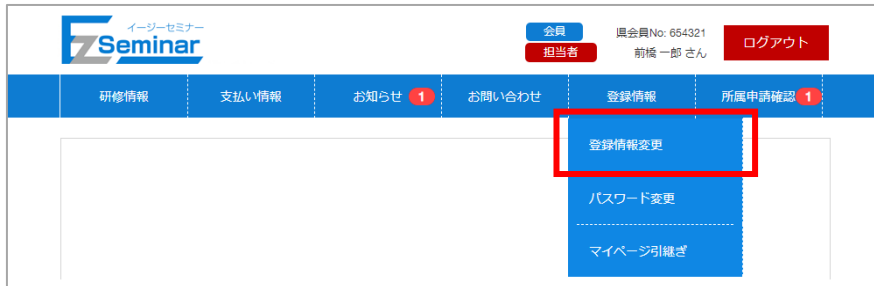 イージーセミナー
EZ Seminar
会員
県会員No: 654321
担当者
前橋 一郎 さん
ログアウト
研修情報 支払い情報 お知らせ 1 お問い合わせ 登録情報 所属申請確認 1
登録情報変更
パスワード変更
マイページ引継ぎ